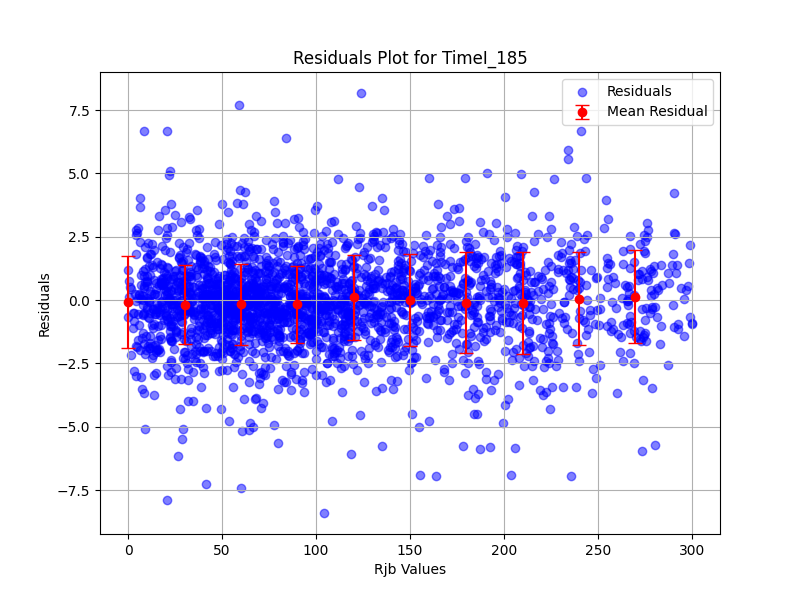 Residuals Plot for TimeI_185
Residuals
Mean Residual
7.5
5.0
2.5
0.0
−2.5
−5.0
−7.5
Residuals
0 50 100 150 200 250 300
Rjb Values